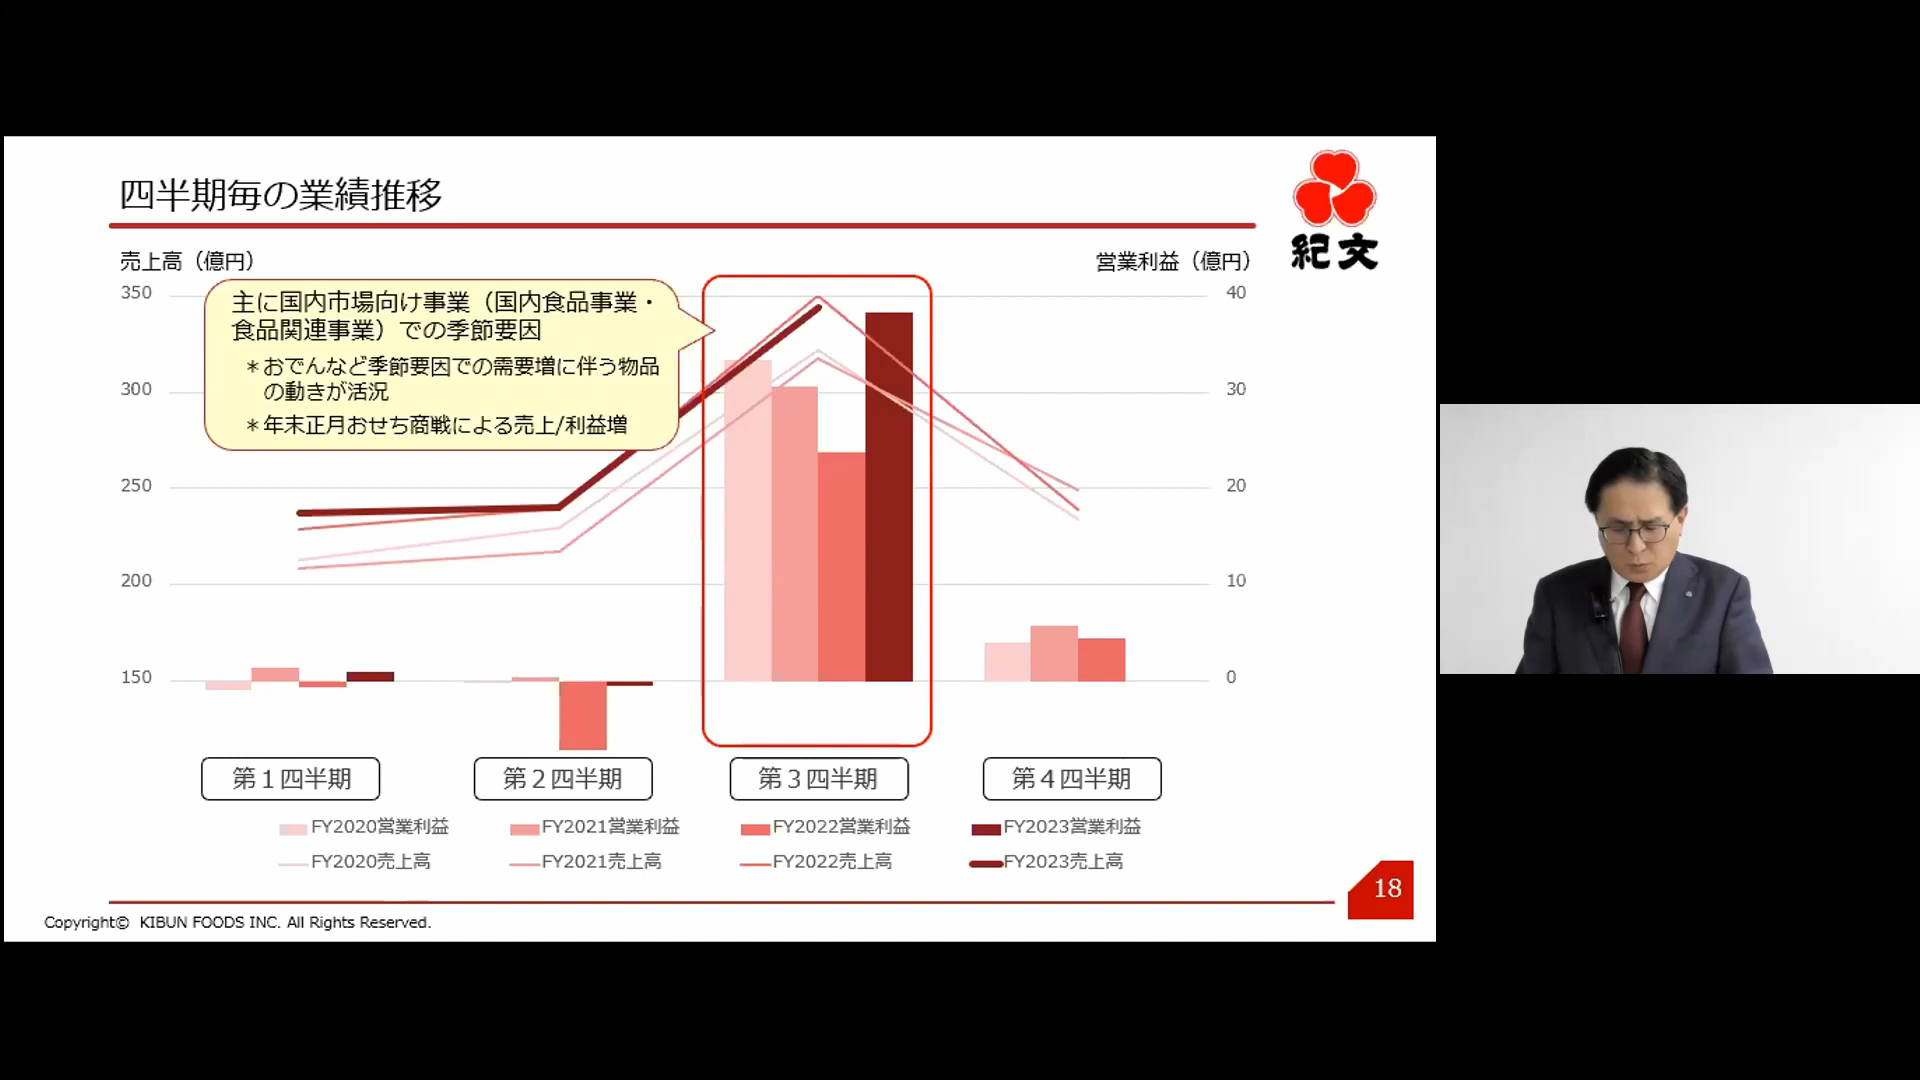 四半期毎の業績推移
紀文
売上高（億円）
営業利益（億円）
350
300
250
200
150
40
30
20
10
0
主に国内市場向け事業（国内食品事業・
食品関連事業）での季節要因
＊おでんなど季節要因での需要増に伴う物品
の動きが活況
＊年末正月おせち商戦による売上/利益増
第１四半期
第２四半期
第３四半期
第４四半期
FY2020営業利益
FY2021営業利益
FY2022営業利益
FY2023営業利益
FY2020売上高
FY2021売上高
FY2022売上高
FY2023売上高
18
Copyright© KIBUN FOODS INC. All Rights Reserved.